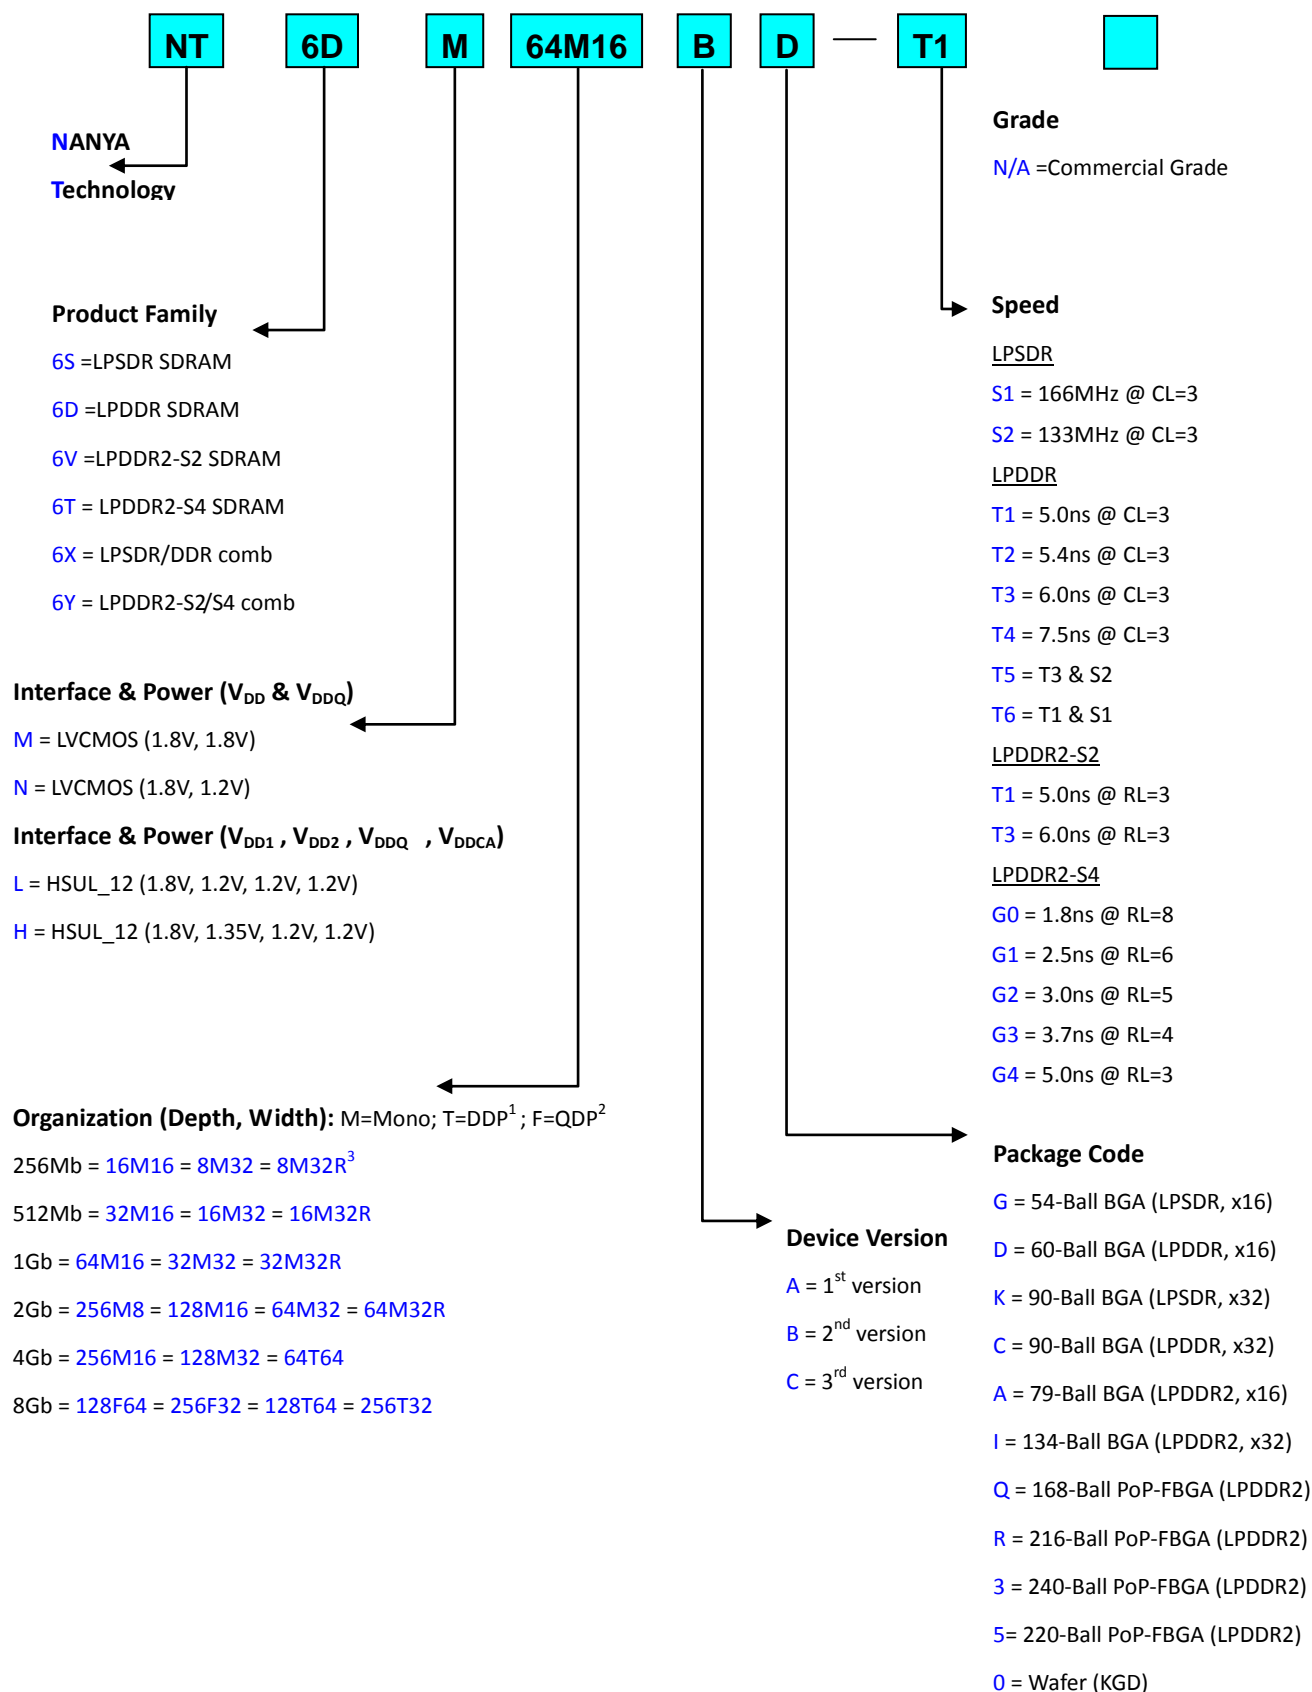 NT 6D M 64M16 B D — T1
NANYA
Technology
Product Family
6S =LPSDR SDRAM
6D =LPDDR SDRAM
6V =LPDDR2-S2 SDRAM
6T = LPDDR2-S4 SDRAM
6X = LPSDR/DDR comb
6Y = LPDDR2-S2/S4 comb
Interface & Power (VDD & VDDQ)
M = LVCMOS (1.8V, 1.8V)
N = LVCMOS (1.8V, 1.2V)
Interface & Power (VDD1 , VDD2 , VDDQ , VDDCA)
L = HSUL_12 (1.8V, 1.2V, 1.2V, 1.2V)
H = HSUL_12 (1.8V, 1.35V, 1.2V, 1.2V)
Organization (Depth, Width): M=Mono; T=DDP1 ; F=QDP2
256Mb = 16M16 = 8M32 = 8M32R3
512Mb = 32M16 = 16M32 = 16M32R
1Gb = 64M16 = 32M32 = 32M32R
2Gb = 256M8 = 128M16 = 64M32 = 64M32R
4Gb = 256M16 = 128M32 = 64T64
8Gb = 128F64 = 256F32 = 128T64 = 256T32
Device Version
A = 1st version
B = 2nd version
C = 3rd version
Grade
N/A =Commercial Grade
Speed
LPSDR
S1 = 166MHz @ CL=3
S2 = 133MHz @ CL=3
LPDDR
T1 = 5.0ns @ CL=3
T2 = 5.4ns @ CL=3
T3 = 6.0ns @ CL=3
T4 = 7.5ns @ CL=3
T5 = T3 & S2
T6 = T1 & S1
LPDDR2-S2
T1 = 5.0ns @ RL=3
T3 = 6.0ns @ RL=3
LPDDR2-S4
G0 = 1.8ns @ RL=8
G1 = 2.5ns @ RL=6
G2 = 3.0ns @ RL=5
G3 = 3.7ns @ RL=4
G4 = 5.0ns @ RL=3
Package Code
G = 54-Ball BGA (LPSDR, x16)
D = 60-Ball BGA (LPDDR, x16)
K = 90-Ball BGA (LPSDR, x32)
C = 90-Ball BGA (LPDDR, x32)
A = 79-Ball BGA (LPDDR2, x16)
I = 134-Ball BGA (LPDDR2, x32)
Q = 168-Ball PoP-FBGA (LPDDR2)
R = 216-Ball PoP-FBGA (LPDDR2)
3 = 240-Ball PoP-FBGA (LPDDR2)
5= 220-Ball PoP-FBGA (LPDDR2)
0 = Wafer (KGD)